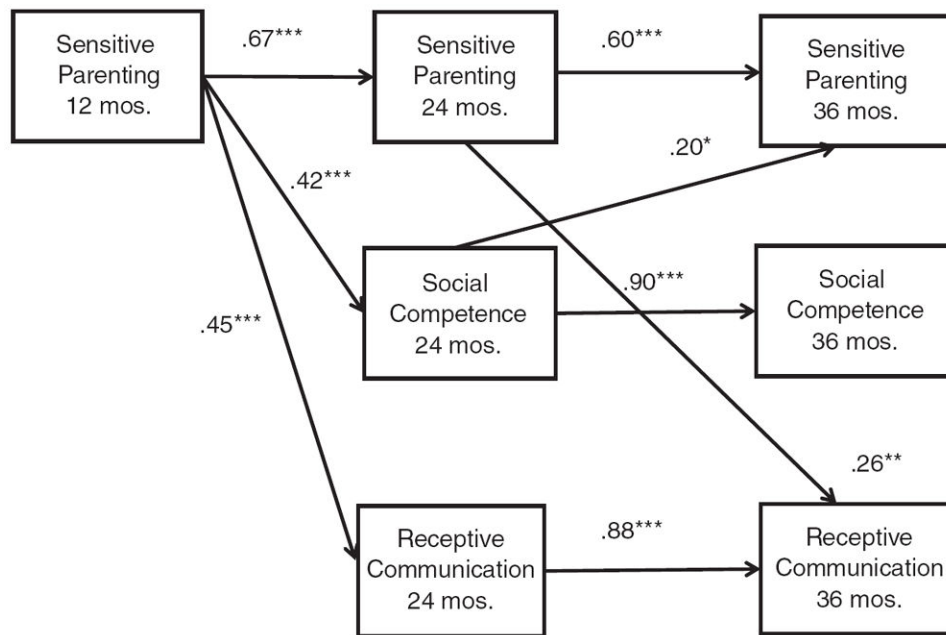 Sensitive
Parenting
12 mos.
.67***
Sensitive
Parenting
24 mos.
.60***
Sensitive
Parenting
36 mos.
.20*
.42***
Social
Competence
24 mos.
.90***
Social
Competence
36 mos.
.45***
.26**
Receptive
Communication
24 mos.
.88***
Receptive
Communication
36 mos.